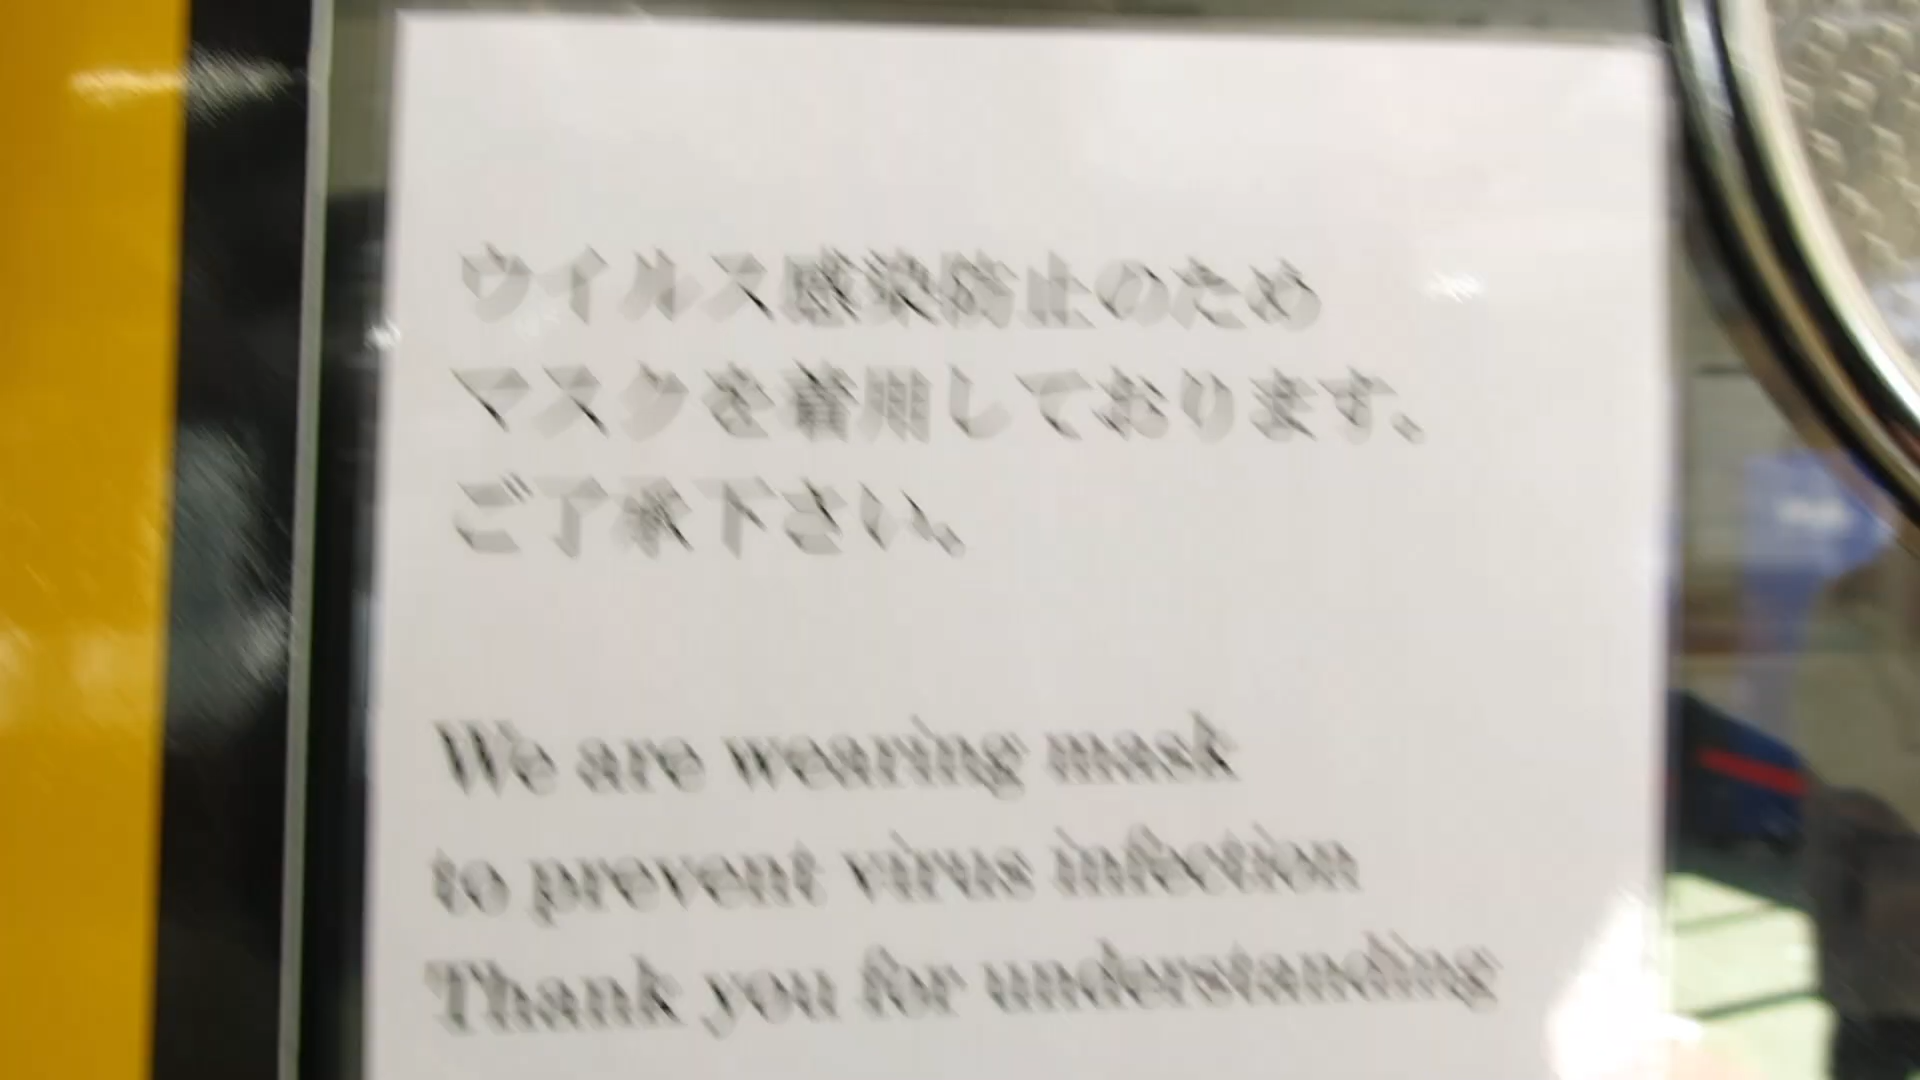 ウイルス感染防止のため
マスクを着用しております。
ご了承下さい。
We are wearing mask
to prevent virus infection
Thank you for understanding